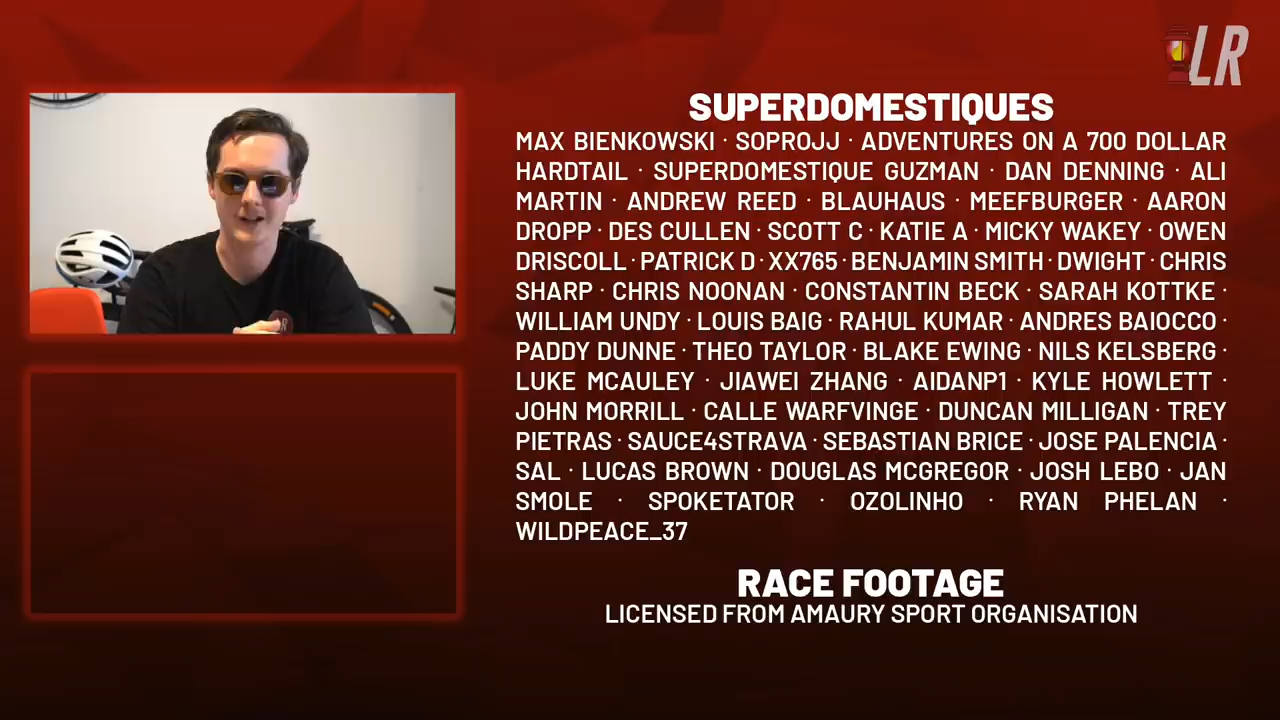 LR
SUPERDOMESTIQUES
MAX BIENKOWSKI · SOPROJJ · ADVENTURES ON A 700 DOLLAR
HARDTAIL · SUPERDOMESTIQUE GUZMAN · DAN DENNING · ALI
MARTIN · ANDREW REED · BLAUHAUS · MEEFBURGER · AARON
DROPP · DES CULLEN · SCOTT C · KATIE A · MICKY WAKEY · OWEN
DRISCOLL · PATRICK D · XX765 · BENJAMIN SMITH · DWIGHT · CHRIS
SHARP · CHRIS NOONAN · CONSTANTIN BECK · SARAH KOTTKE ·
WILLIAM UNDY · LOUIS BAIG · RAHUL KUMAR · ANDRES BAIOCCO ·
PADDY DUNNE · THEO TAYLOR · BLAKE EWING · NILS KELSBERG ·
LUKE MCAULEY · JIAWEI ZHANG · AIDANP1 · KYLE HOWLETT ·
JOHN MORRILL · CALLE WARFVINGE · DUNCAN MILLIGAN · TREY
PIETRAS · SAUCE4STRAVA · SEBASTIAN BRICE · JOSE PALENCIA ·
SAL · LUCAS BROWN · DOUGLAS MCGREGOR · JOSH LEBO · JAN
SMOLE · SPOKETATOR · OZOLINHO · RYAN PHELAN ·
WILDPEACE_37
RACE FOOTAGE
LICENSED FROM AMAURY SPORT ORGANISATION